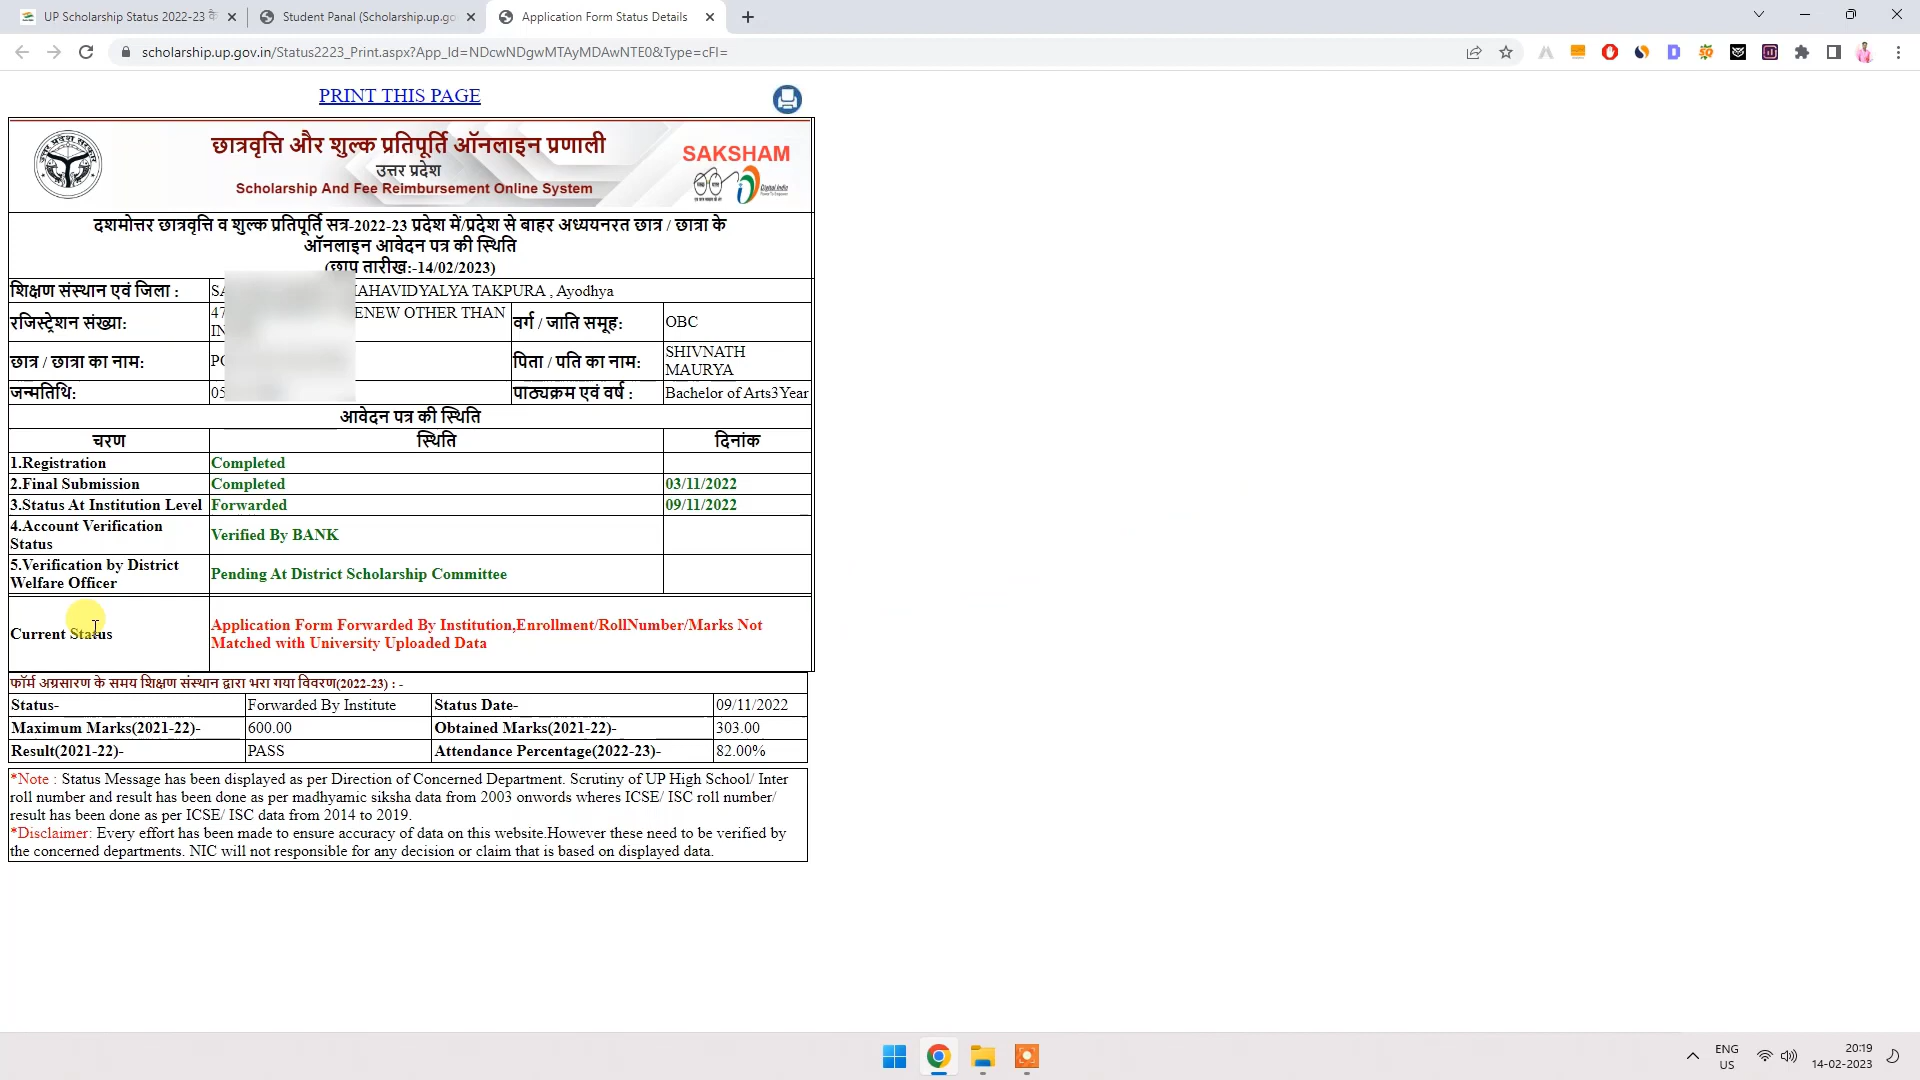 UP Scholarship Status 2022-23 के
Student Panal (Scholarship.up.go
Application Form Status Details
scholarship.up.gov.in/Status2223_Print.aspx?App_Id=NDcwNDgwMTAyMDAwNTE0&Type=cFI=
PRINT THIS PAGE
छात्रवृत्ति और शुल्क प्रतिपूर्ति ऑनलाइन प्रणाली
उत्तर प्रदेश
Scholarship And Fee Reimbursement Online System
SAKSHAM
Digital India
दशमोत्तर छात्रवृत्ति व शुल्क प्रतिपूर्ति सत्र-2022-23 प्रदेश में/प्रदेश से बाहर अध्ययनरत छात्र / छात्रा के
ऑनलाइन आवेदन पत्र की स्थिति
(छाप तारीख:-14/02/2023)
शिक्षण संस्थान एवं जिला : TAKPURA , Ayodhya
रजिस्ट्रेशन संख्या: 47 OTHER THAN वर्ग / जाति समूह: OBC
IN
छात्र / छात्रा का नाम: पिता / पति का नाम: SHIVNATH
MAURYA
जन्मतिथि: 05 पाठ्यक्रम एवं वर्ष : Bachelor of Arts3Year
आवेदन पत्र की स्थिति
चरण स्थिति दिनांक
1.Registration Completed
2.Final Submission Completed 03/11/2022
3.Status At Institution Level Forwarded 09/11/2022
4.Account Verification
Status Verified By BANK
5.Verification by District
Welfare Officer Pending At District Scholarship Committee
Current Status Application Form Forwarded By Institution,Enrollment/RollNumber/Marks Not
Matched with University Uploaded Data
फॉर्म अग्रसारण के समय शिक्षण संस्थान द्वारा भरा गया विवरण(2022-23) : -
Status- Forwarded By Institute Status Date- 09/11/2022
Maximum Marks(2021-22)- 600.00 Obtained Marks(2021-22)- 303.00
Result(2021-22)- PASS Attendance Percentage(2022-23)- 82.00%
*Note : Status Message has been displayed as per Direction of Concerned Department. Scrutiny of UP High School/ Inter
roll number and result has been done as per madhyamic siksha data from 2003 onwords wheres ICSE/ ISC roll number/
result has been done as per ICSE/ ISC data from 2014 to 2019.
*Disclaimer: Every effort has been made to ensure accuracy of data on this website.However these need to be verified by
the concerned departments. NIC will not responsible for any decision or claim that is based on displayed data.
ENG
US
20:19
14-02-2023